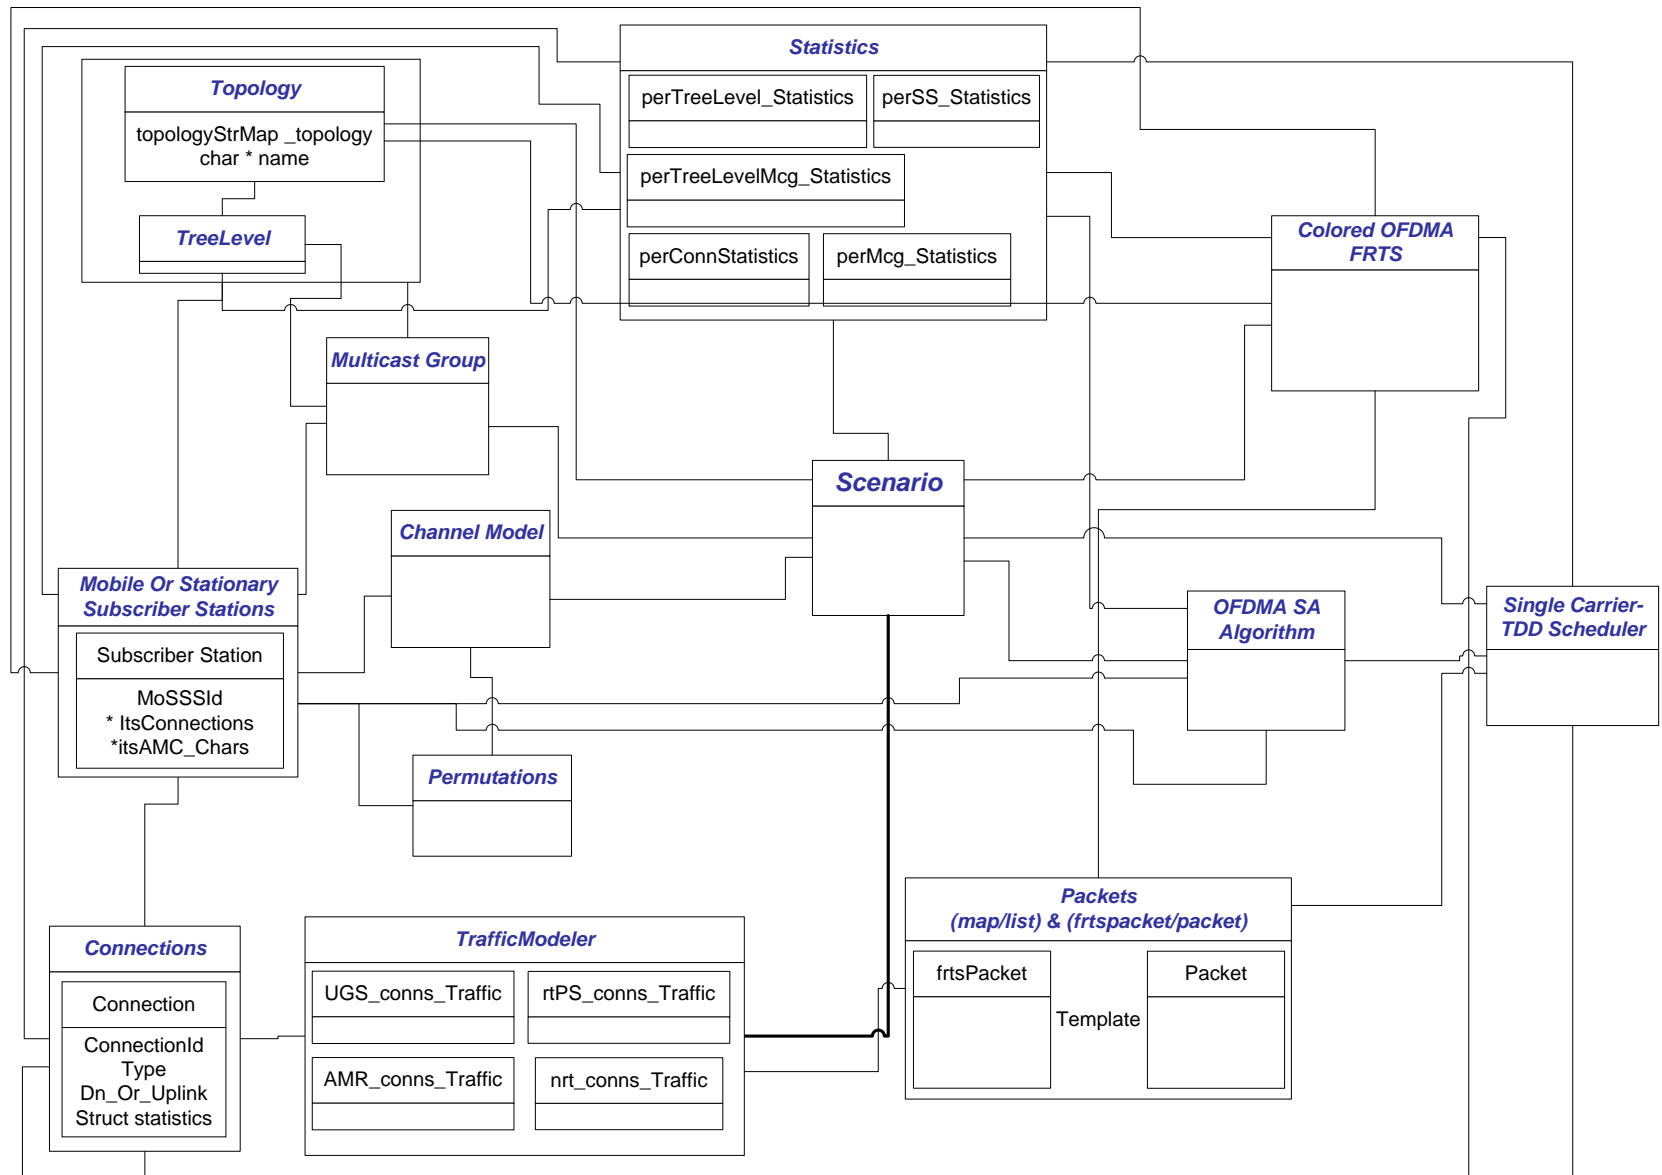 Statistics
perTreeLevel_Statistics
perSS_Statistics
perTreeLevelMcg_Statistics
perConnStatistics
perMcg_Statistics
Topology
topologyStrMap _topology
char * name
TreeLevel
Colored OFDMA
FRTS
Multicast Group
Scenario
Channel Model
Mobile Or Stationary
Subscriber Stations
Subscriber Station
MoSSSId
* ItsConnections
*itsAMC_Chars
OFDMA SA
Algorithm
Single Carrier-
TDD Scheduler
Permutations
Connections
Connection
ConnectionId
Type
Dn_Or_Uplink
Struct statistics
TrafficModeler
UGS_conns_Traffic
rtPS_conns_Traffic
AMR_conns_Traffic
nrt_conns_Traffic
Packets
(map/list) & (frtspacket/packet)
frtsPacket
Template
Packet